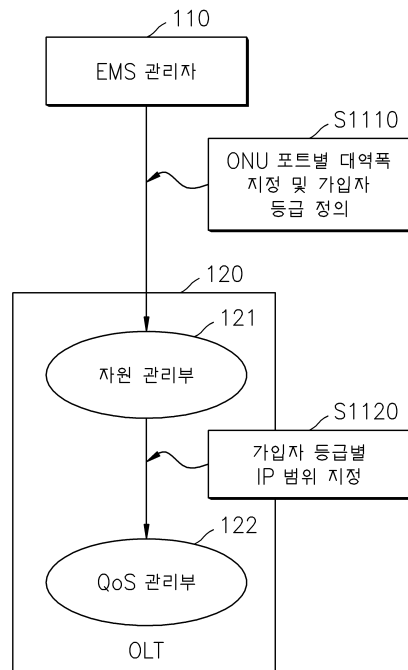 110
EMS 관리자
S1110
ONU 포트별 대역폭
지정 및 가입자
등급 정의
120
121
자원 관리부
S1120
가입자 등급별
IP 범위 지정
122
QoS 관리부
OLT